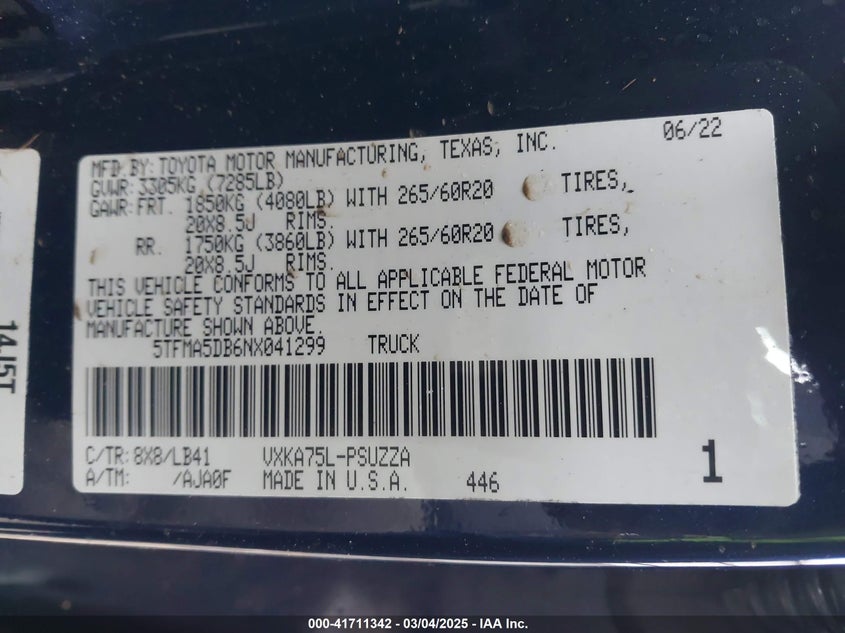 MFD BY: TOYOTA MOTOR MANUFACTURING, TEXAS, INC. 06/22
GVWR: 3305KG (7285LB)
GAWR: FRT. 1850KG (4080LB) WITH 265/60R20 TIRES,
20X8.5J RIMS.
RR. 1750KG (3860LB) WITH 265/60R20 TIRES,
20X8.5J RIMS.
THIS VEHICLE CONFORMS TO ALL APPLICABLE FEDERAL MOTOR
VEHICLE SAFETY STANDARDS IN EFFECT ON THE DATE OF
MANUFACTURE SHOWN ABOVE.
5TFMA5DB6NX041299 TRUCK
C/TR: 8X8/LB41 VXKA75L-PSUZZA
A/TM: /AJA0F MADE IN U.S.A. 446 1
14J5T
000-41711342 - 03/04/2025 - IAA Inc.